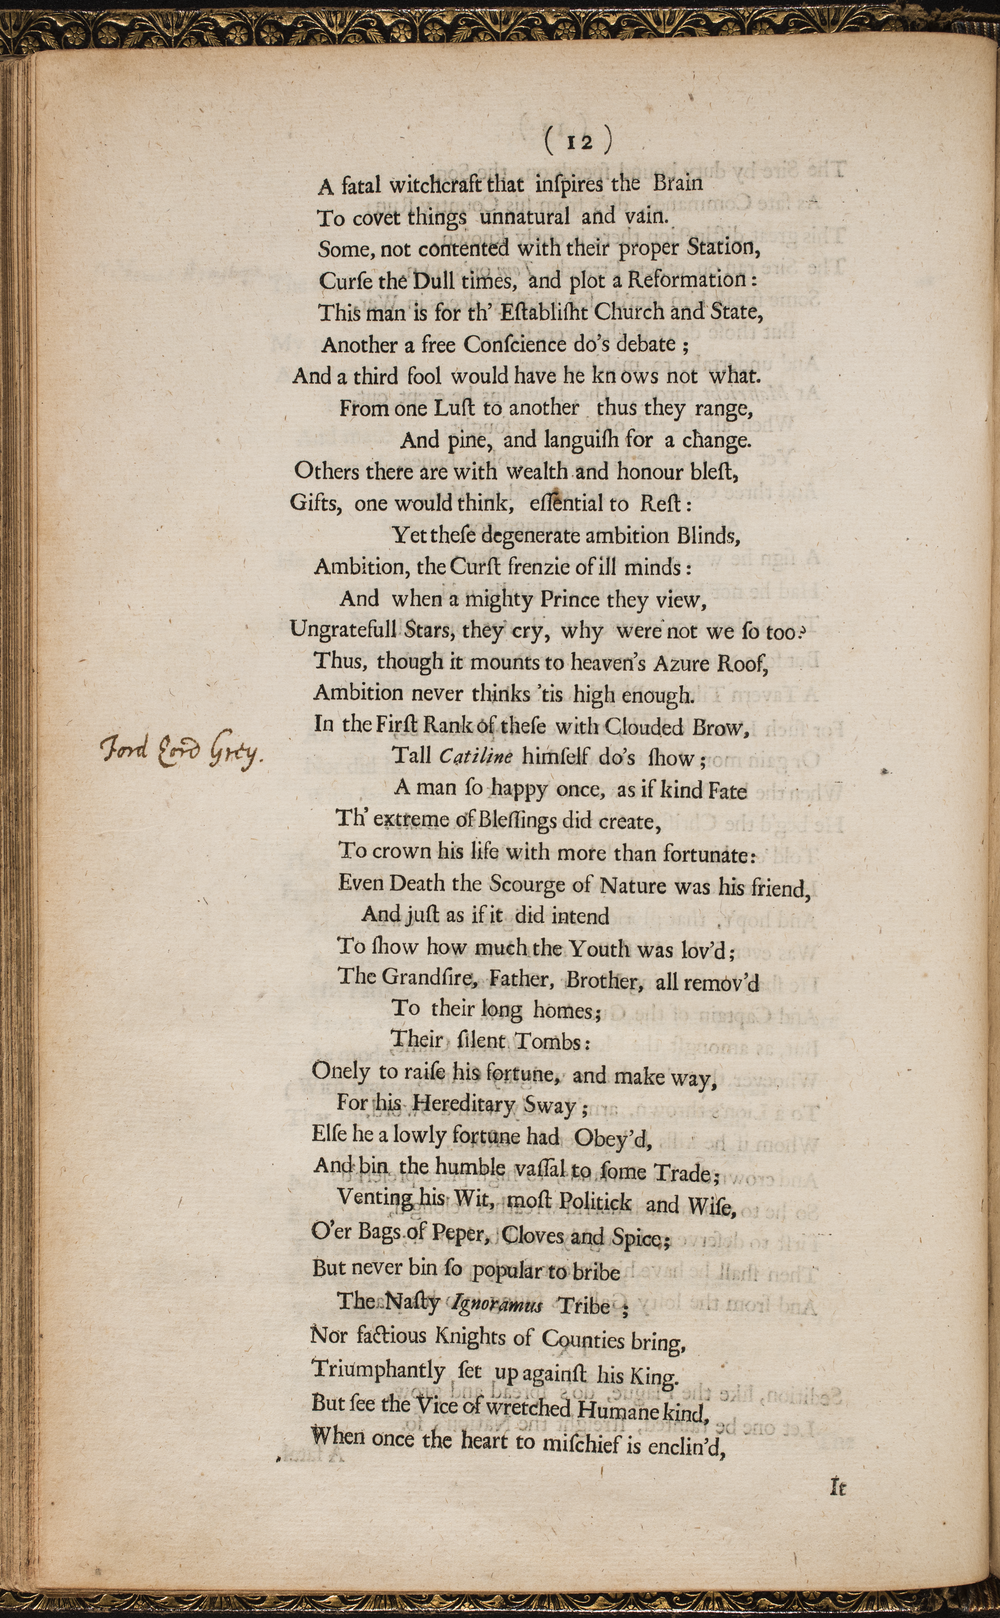 ( 12 )
A fatal witchcraft that inſpires the Brain
To covet things unnatural and vain.
Some, not contented with their proper Station,
Curſe the Dull times, and plot a Reformation :
This man is for th' Eſtabliſht Church and State,
Another a free Conſcience do's debate ;
And a third fool would have he knows not what.
From one Luſt to another thus they range,
And pine, and languiſh for a change.
Others there are with wealth and honour bleſt,
Gifts, one would think, eſſential to Reſt :
Yet theſe degenerate ambition Blinds,
Ambition, the Curſt frenzie of ill minds :
And when a mighty Prince they view,
Ungratefull Stars, they cry, why were not we ſo too?
Thus, though it mounts to heaven's Azure Roof,
Ambition never thinks 'tis high enough.
In the Firſt Rank of theſe with Clouded Brow,
Ford Lord Grey.
Tall Catiline himſelf do's ſhow ;
A man ſo happy once, as if kind Fate
Th' extreme of Bleſſings did create,
To crown his life with more than fortunate :
Even Death the Scourge of Nature was his friend,
And juſt as if it did intend
To ſhow how much the Youth was lov'd ;
The Grandſire, Father, Brother, all remov'd
To their long homes ;
Their ſilent Tombs :
Onely to raiſe his fortune, and make way,
For his Hereditary Sway ;
Elſe he a lowly fortune had Obey'd,
And bin the humble vaſſal to ſome Trade ;
Venting his Wit, moſt Politick and Wiſe,
O'er Bags of Peper, Cloves and Spice ;
But never bin ſo popular to bribe
The Naſty Ignoramus Tribe ;
Nor factious Knights of Counties bring,
Triumphantly ſet up againſt his King.
But ſee the Vice of wretched Humane kind,
When once the heart to miſchief is enclin'd,
It